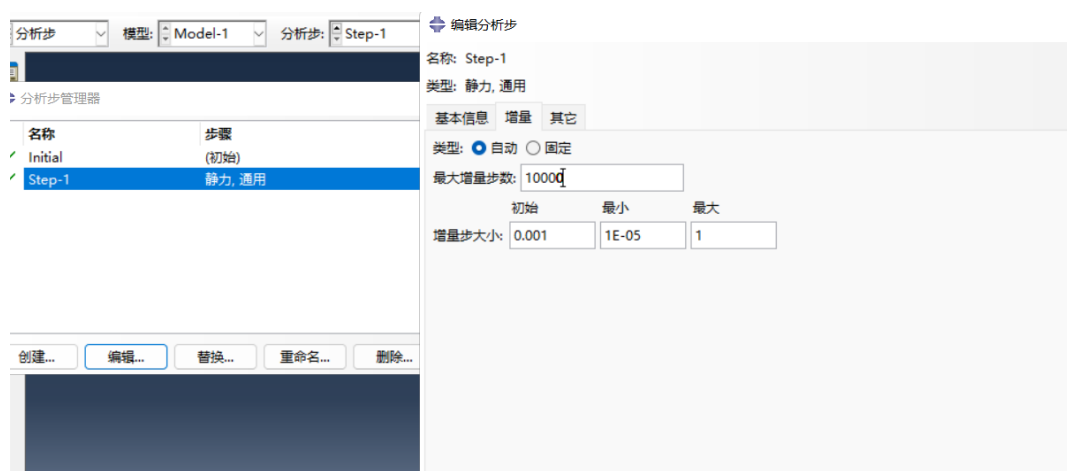 分析步 模型: Model-1 分析步: Step-1
分析步管理器
名称 步骤
Initial (初始)
Step-1 静力, 通用
创建... 编辑... 替换... 重命名... 删除...
编辑分析步
名称: Step-1
类型: 静力, 通用
基本信息 增量 其它
类型: 自动 固定
最大增量步数: 10000
初始 最小 最大
增量步大小: 0.001 1E-05 1